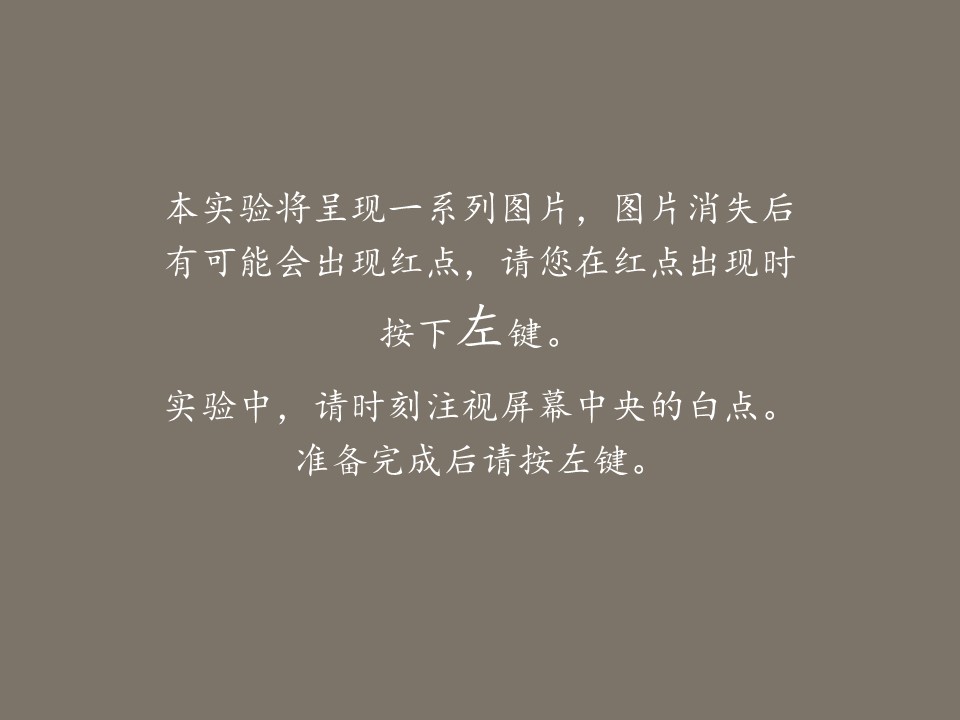 本实验将呈现一系列图片，图片消失后
有可能会出现红点，请您在红点出现时
按下左键。
实验中，请时刻注视屏幕中央的白点。
准备完成后请按左键。